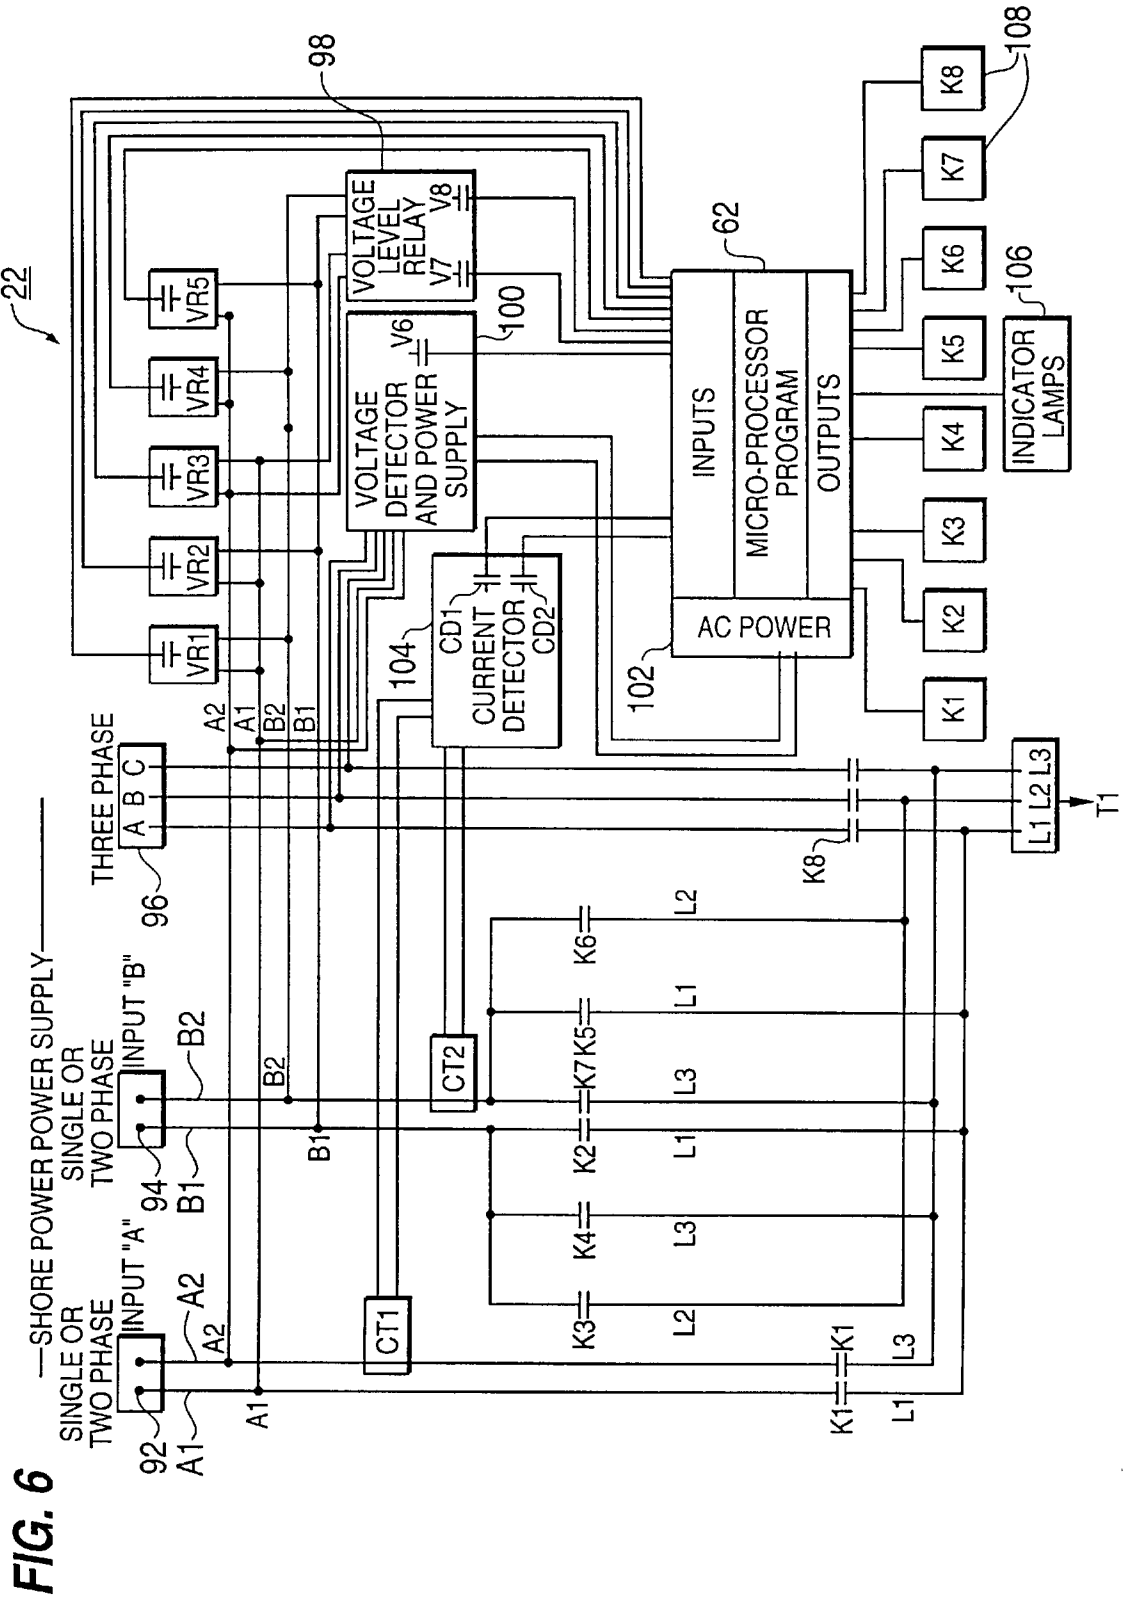 FIG. 6
SHORE POWER POWER SUPPLY
SINGLE OR
TWO PHASE
INPUT "A"
92
A1
A2
SINGLE OR
TWO PHASE
INPUT "B"
94
B1
B2
THREE PHASE
96
A B C
22
A1
A2
B1
B2
A2
A1
B2
B1
VR1
VR2
VR3
VR4
VR5
98
VOLTAGE
LEVEL
RELAY
V7
V8
VOLTAGE
DETECTOR
AND POWER
SUPPLY
V6
100
104
CD1
CURRENT
DETECTOR
CD2
CT1
CT2
102
AC POWER
INPUTS
MICRO-PROCESSOR
PROGRAM
OUTPUTS
62
K3
K4
K2
K7
K5
K6
L2
L3
L1
L3
L1
L2
K1
K1
L1
L3
K8
L1 L2 L3
T1
K1
K2
K3
K4
K5
K6
K7
K8
INDICATOR
LAMPS
106
108